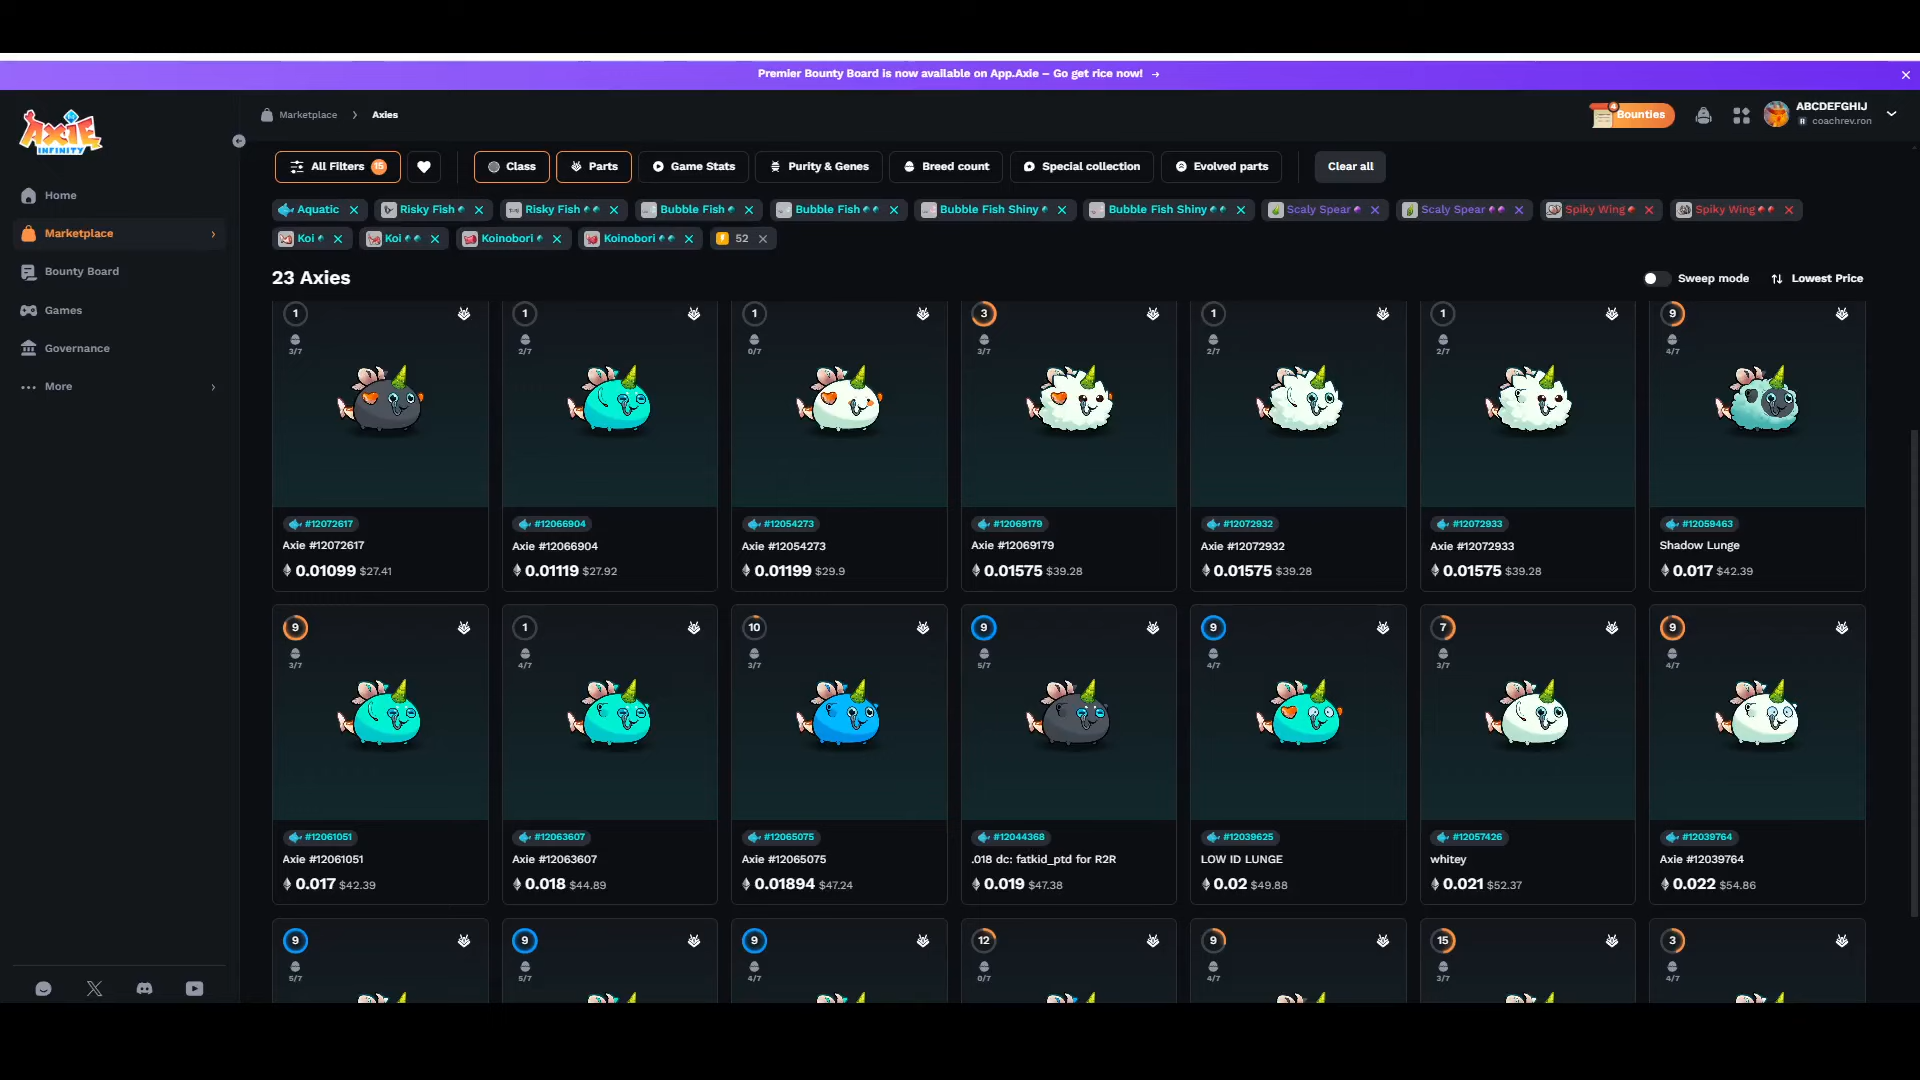 Premier Bounty Board is now available on App.Axie – Go get rice now! →
AXIE
INFINITY
Marketplace > Axies
4
Bounties
ABCDEFGHIJ
coachrev.ron
Home
Marketplace
Bounty Board
Games
Governance
More
All Filters 15
Class
Parts
Game Stats
Purity & Genes
Breed count
Special collection
Evolved parts
Clear all
Aquatic Risky Fish Risky Fish Bubble Fish Bubble Fish Bubble Fish Shiny Bubble Fish Shiny Scaly Spear Scaly Spear Spiky Wing Spiky Wing
Koi Koi Koinobori Koinobori 52
23 Axies
Sweep mode
Lowest Price
1 1 1 3 1 1 9
3/7 2/7 0/7 3/7 2/7 2/7 4/7
#12072617 #12066904 #12054273 #12069179 #12072932 #12072933 #12059463
Axie #12072617 Axie #12066904 Axie #12054273 Axie #12069179 Axie #12072932 Axie #12072933 Shadow Lunge
0.01099 $27.41 0.01119 $27.92 0.01199 $29.9 0.01575 $39.28 0.01575 $39.28 0.01575 $39.28 0.017 $42.39
9 1 10 9 9 7 9
3/7 4/7 3/7 5/7 4/7 3/7 4/7
#12061051 #12063607 #12065075 #12044368 #12039625 #12057426 #12039764
Axie #12061051 Axie #12063607 Axie #12065075 .018 dc: fatkid_ptd for R2R LOW ID LUNGE whitey Axie #12039764
0.017 $42.39 0.018 $44.89 0.01894 $47.24 0.019 $47.38 0.02 $49.88 0.021 $52.37 0.022 $54.86
9 9 9 12 9 15 3
5/7 5/7 4/7 0/7 4/7 3/7 4/7